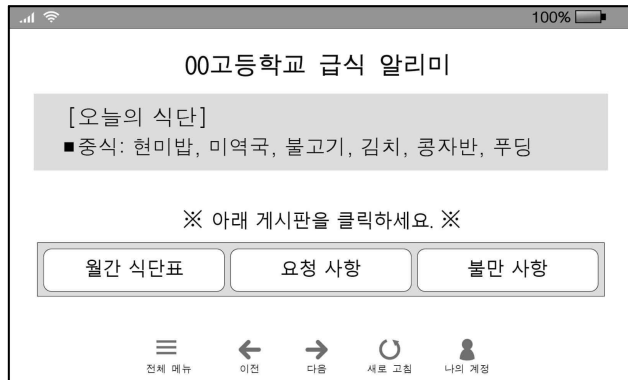 100%
00고등학교 급식 알리미
[오늘의 식단]
■중식: 현미밥, 미역국, 불고기, 김치, 콩자반, 푸딩
※ 아래 게시판을 클릭하세요. ※
월간 식단표 요청 사항 불만 사항
전체 메뉴 이전 다음 새로 고침 나의 계정